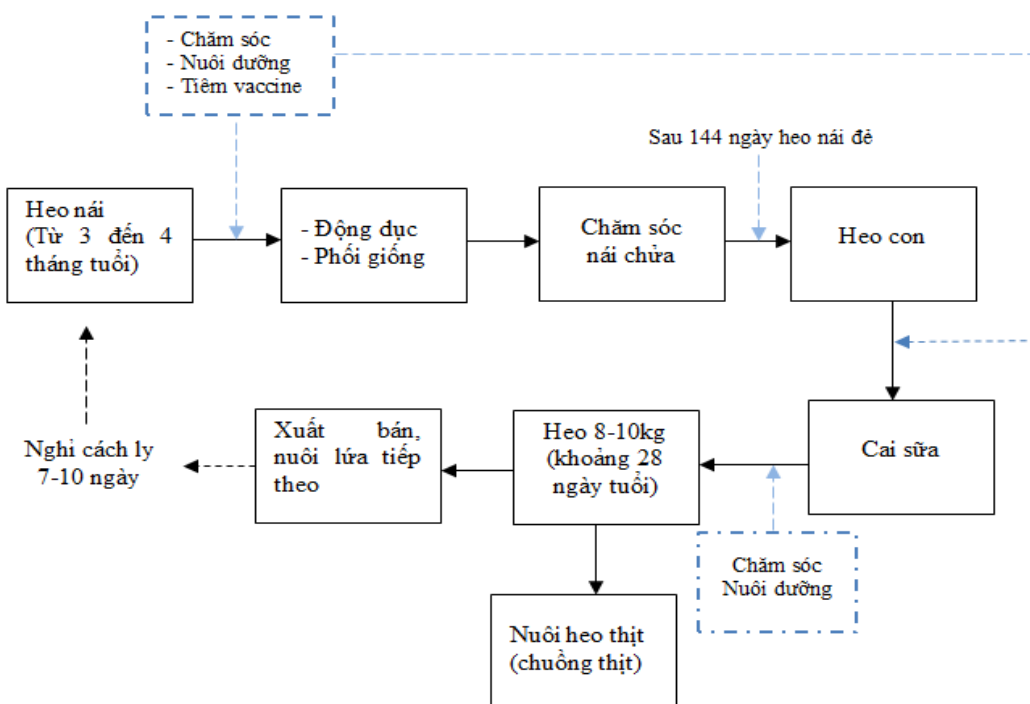 - Chăm sóc
- Nuôi dưỡng
- Tiêm vaccine
Sau 144 ngày heo nái đẻ
Heo nái
(Từ 3 đến 4
tháng tuổi)
- Động dục
- Phối giống
Chăm sóc
nái chửa
Heo con
Nghỉ cách ly
7-10 ngày
Xuất bán,
nuôi lứa tiếp
theo
Heo 8-10kg
(khoảng 28
ngày tuổi)
Cai sữa
Chăm sóc
Nuôi dưỡng
Nuôi heo thịt
(chuồng thịt)